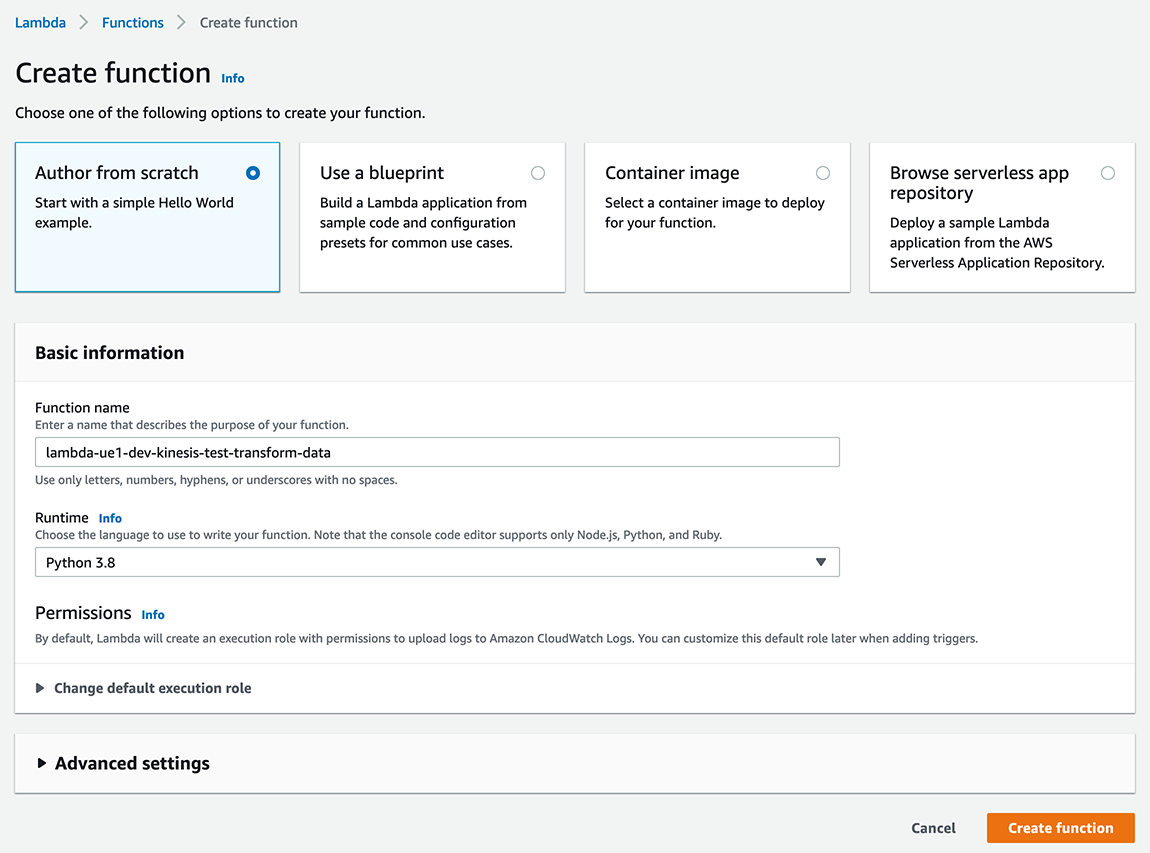 Lambda > Functions > Create function
Create function Info
Choose one of the following options to create your function.
Author from scratch
Start with a simple Hello World
example.
Use a blueprint
Build a Lambda application from
sample code and configuration
presets for common use cases.
Container image
Select a container image to deploy
for your function.
Browse serverless app
repository
Deploy a sample Lambda
application from the AWS
Serverless Application Repository.
Basic information
Function name
Enter a name that describes the purpose of your function.
lambda-ue1-dev-kinesis-test-transform-data
Use only letters, numbers, hyphens, or underscores with no spaces.
Runtime Info
Choose the language to use to write your function. Note that the console code editor supports only Node.js, Python, and Ruby.
Python 3.8
Permissions Info
By default, Lambda will create an execution role with permissions to upload logs to Amazon CloudWatch Logs. You can customize this default role later when adding triggers.
Change default execution role
Advanced settings
Cancel Create function